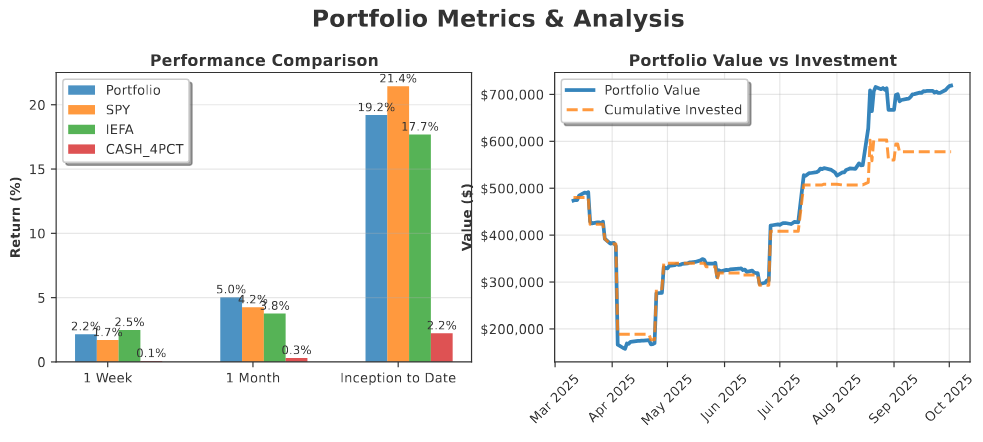 Portfolio Metrics & Analysis
Performance Comparison
Return (%)
20
15
10
5
0
Portfolio
SPY
IEFA
CASH_4PCT
2.2%
1.7%
2.5%
0.1%
5.0%
4.2%
3.8%
0.3%
19.2%
21.4%
17.7%
2.2%
1 Week
1 Month
Inception to Date
Portfolio Value vs Investment
Value ($)
$700,000
$600,000
$500,000
$400,000
$300,000
$200,000
Portfolio Value
Cumulative Invested
Mar 2025
Apr 2025
May 2025
Jun 2025
Jul 2025
Aug 2025
Sep 2025
Oct 2025